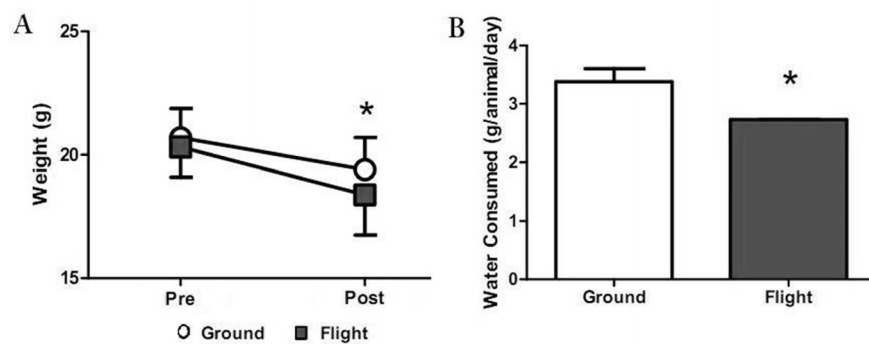 A
25
20
15
Weight (g)
*
Pre
Post
Ground
Flight
B
4
3
2
1
0
Water Consumed (g/animal/day)
*
Ground
Flight